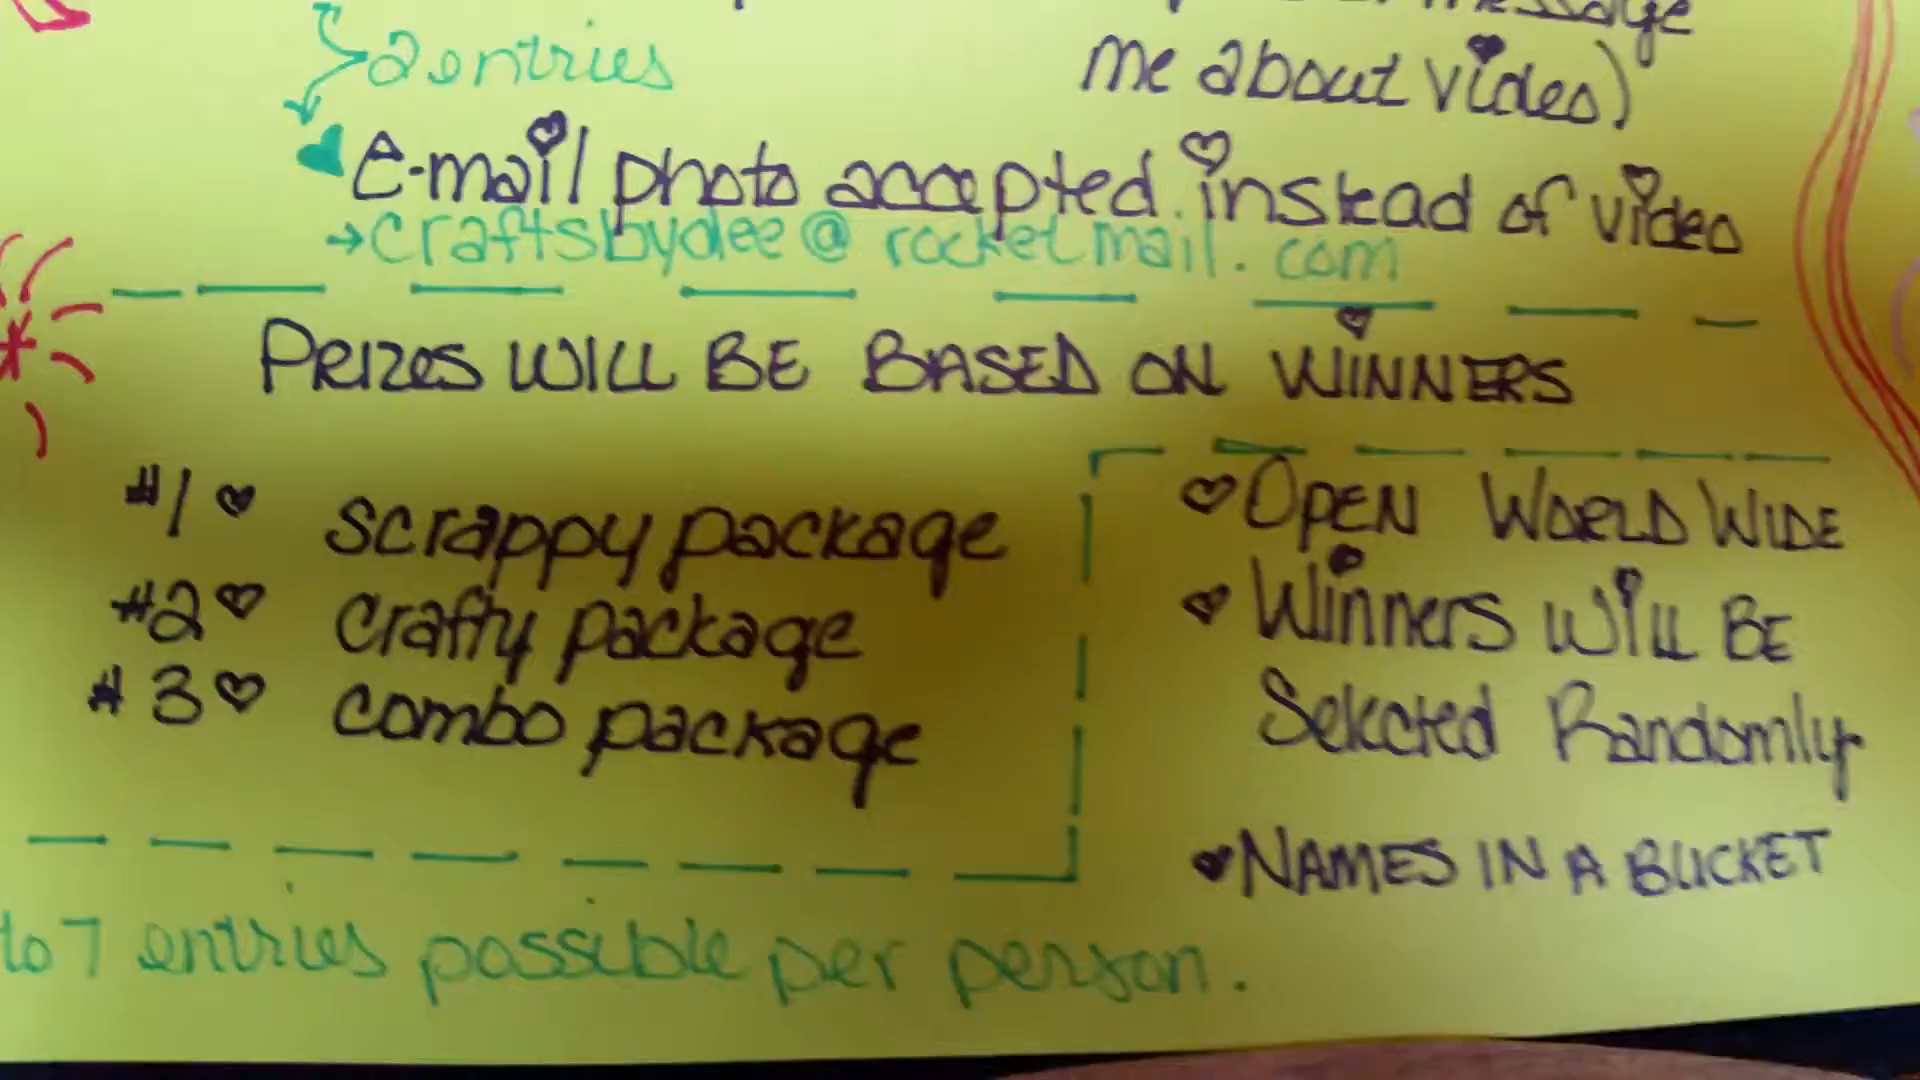 message
2 entries
me about video)
E-mail photo accepted instead of video
→craftsbydee@rocketmail.com
PRIZES WILL BE BASED ON WINNERS
#1 ♥ scrappy package
#2 ♥ crafty package
#3 ♥ combo package
♥ OPEN WORLD WIDE
♥ Winners WILL BE
Selected Randomly
♥ NAMES IN A BUCKET
to 7 entries possible per person.